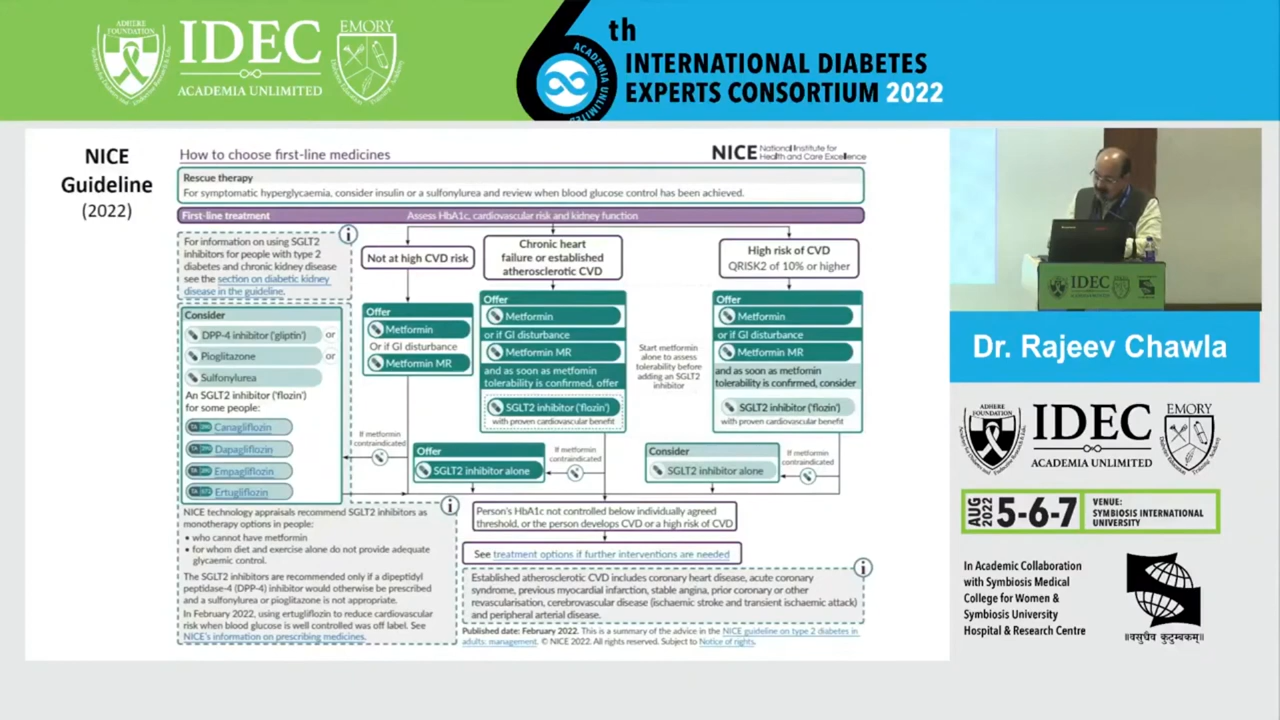 ADHERE
FOUNDATION
IDEC
ACADEMIA UNLIMITED
EMORY
6th
ACADEMIA UNLIMITED
INTERNATIONAL DIABETES
EXPERTS CONSORTIUM 2022
NICE
Guideline
(2022)
How to choose first-line medicines
NICE National Institute for
Health and Care Excellence
Rescue therapy
For symptomatic hyperglycaemia, consider insulin or a sulfonylurea and review when blood glucose control has been achieved.
First-line treatment
Assess HbA1c, cardiovascular risk and kidney function
For information on using SGLT2
inhibitors for people with type 2
diabetes and chronic kidney disease
see the section on diabetic kidney
disease in the guideline.
Not at high CVD risk
Chronic heart
failure or established
atherosclerotic CVD
High risk of CVD
QRISK2 of 10% or higher
Consider
DPP-4 inhibitor ('gliptin') or
Pioglitazone or
Sulfonylurea
An SGLT2 inhibitor ('flozin')
for some people:
Canagliflozin
Dapagliflozin
Empagliflozin
Ertugliflozin
Offer
Metformin
Or if GI disturbance
Metformin MR
Offer
Metformin
or if GI disturbance
Metformin MR
and as soon as metfomin
tolerability is confirmed, offer
SGLT2 inhibitor ('flozin')
with proven cardiovascular benefit
Start metformin
alone to assess
tolerability before
adding an SGLT2
inhibitor
Offer
Metformin
or if GI disturbance
Metformin MR
and as soon as metfomin
tolerability is confirmed, consider
SGLT2 inhibitor ('flozin')
with proven cardiovascular benefit
If metformin
contraindicated
Offer
SGLT2 inhibitor alone
If metformin
contraindicated
Consider
SGLT2 inhibitor alone
If metformin
contraindicated
NICE technology appraisals recommend SGLT2 inhibitors as
monotherapy options in people:
• who cannot have metformin
• for whom diet and exercise alone do not provide adequate
glycaemic control.
The SGLT2 inhibitors are recommended only if a dipeptidyl
peptidase-4 (DPP-4) inhibitor would otherwise be prescribed
and a sulfonylurea or pioglitazone is not appropriate.
In February 2022, using ertugliflozin to reduce cardiovascular
risk when blood glucose is well controlled was off label. See
NICE's information on prescribing medicines.
Person's HbA1c not controlled below individually agreed
threshold, or the person develops CVD or a high risk of CVD
See treatment options if further interventions are needed
Established atherosclerotic CVD includes coronary heart disease, acute coronary
syndrome, previous myocardial infarction, stable angina, prior coronary or other
revascularisation, cerebrovascular disease (ischaemic stroke and transient ischaemic attack)
and peripheral arterial disease.
Published date: February 2022. This is a summary of the advice in the NICE guideline on type 2 diabetes in
adults: management. © NICE 2022. All rights reserved. Subject to Notice of rights.
IDEC
Dr. Rajeev Chawla
ADHERE
FOUNDATION
IDEC
ACADEMIA UNLIMITED
EMORY
AUG
2022
5-6-7
VENUE:
SYMBIOSIS INTERNATIONAL
UNIVERSITY
In Academic Collaboration
with Symbiosis Medical
College for Women &
Symbiosis University
Hospital & Research Centre
॥वसुधैव कुटुम्बकम्॥